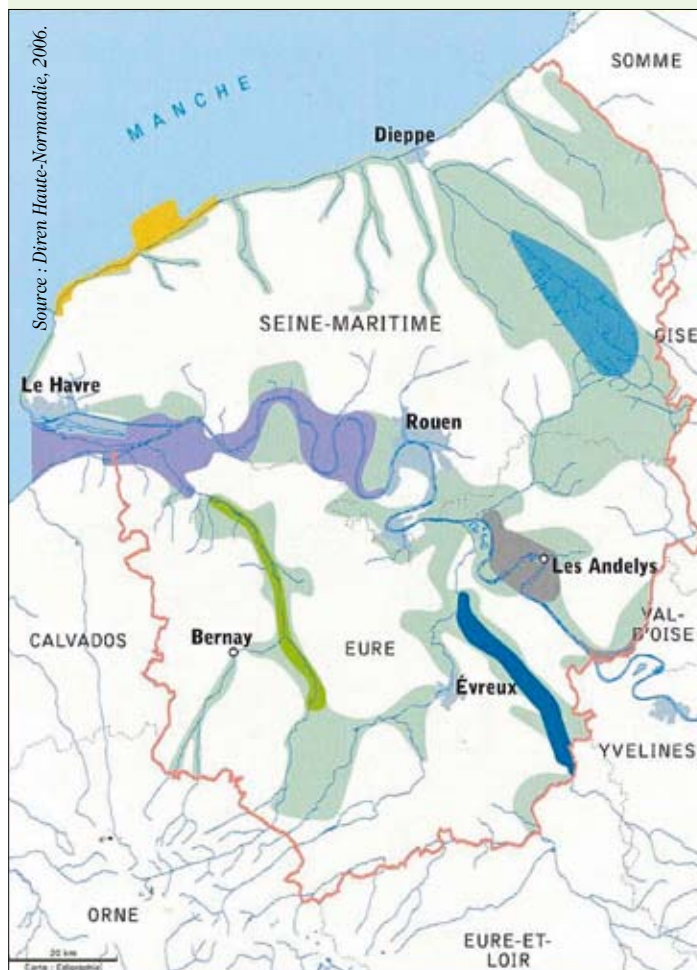 Source : Diren Haute-Normandie, 2006.
SOMME
MANCHE
Dieppe
SEINE-MARITIME
OISE
Le Havre
Rouen
Les Andelys
VAL-
D'OISE
CALVADOS
Bernay
EURE
Évreux
YVELINES
ORNE
EURE-ET-
LOIR
20 km
Carte :